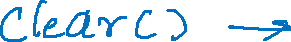 clear() →